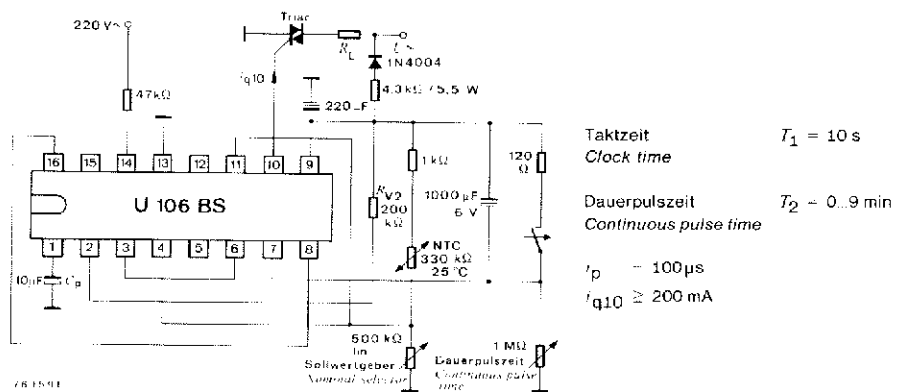 220 V~
Triac
R_L
1N4004
4.3 kΩ / 5.5 W
i_q10
47 kΩ
220 µF
16 15 14 13 12 11 10 9
U 106 BS
1 2 3 4 5 6 7 8
10 µF
C_p
R_V2
200
kΩ
1 kΩ
NTC
330 kΩ
25 °C
1000 µF
6 V
120
Ω
500 kΩ
lin
Sollwertgeber
Nominal selector
1 MΩ
Dauerpulszeit
Continuous pulse
time
Taktzeit T_1 = 10 s
Clock time
Dauerpulszeit T_2 = 0...9 min
Continuous pulse time
t_p = 100 µs
i_q10 ≥ 200 mA